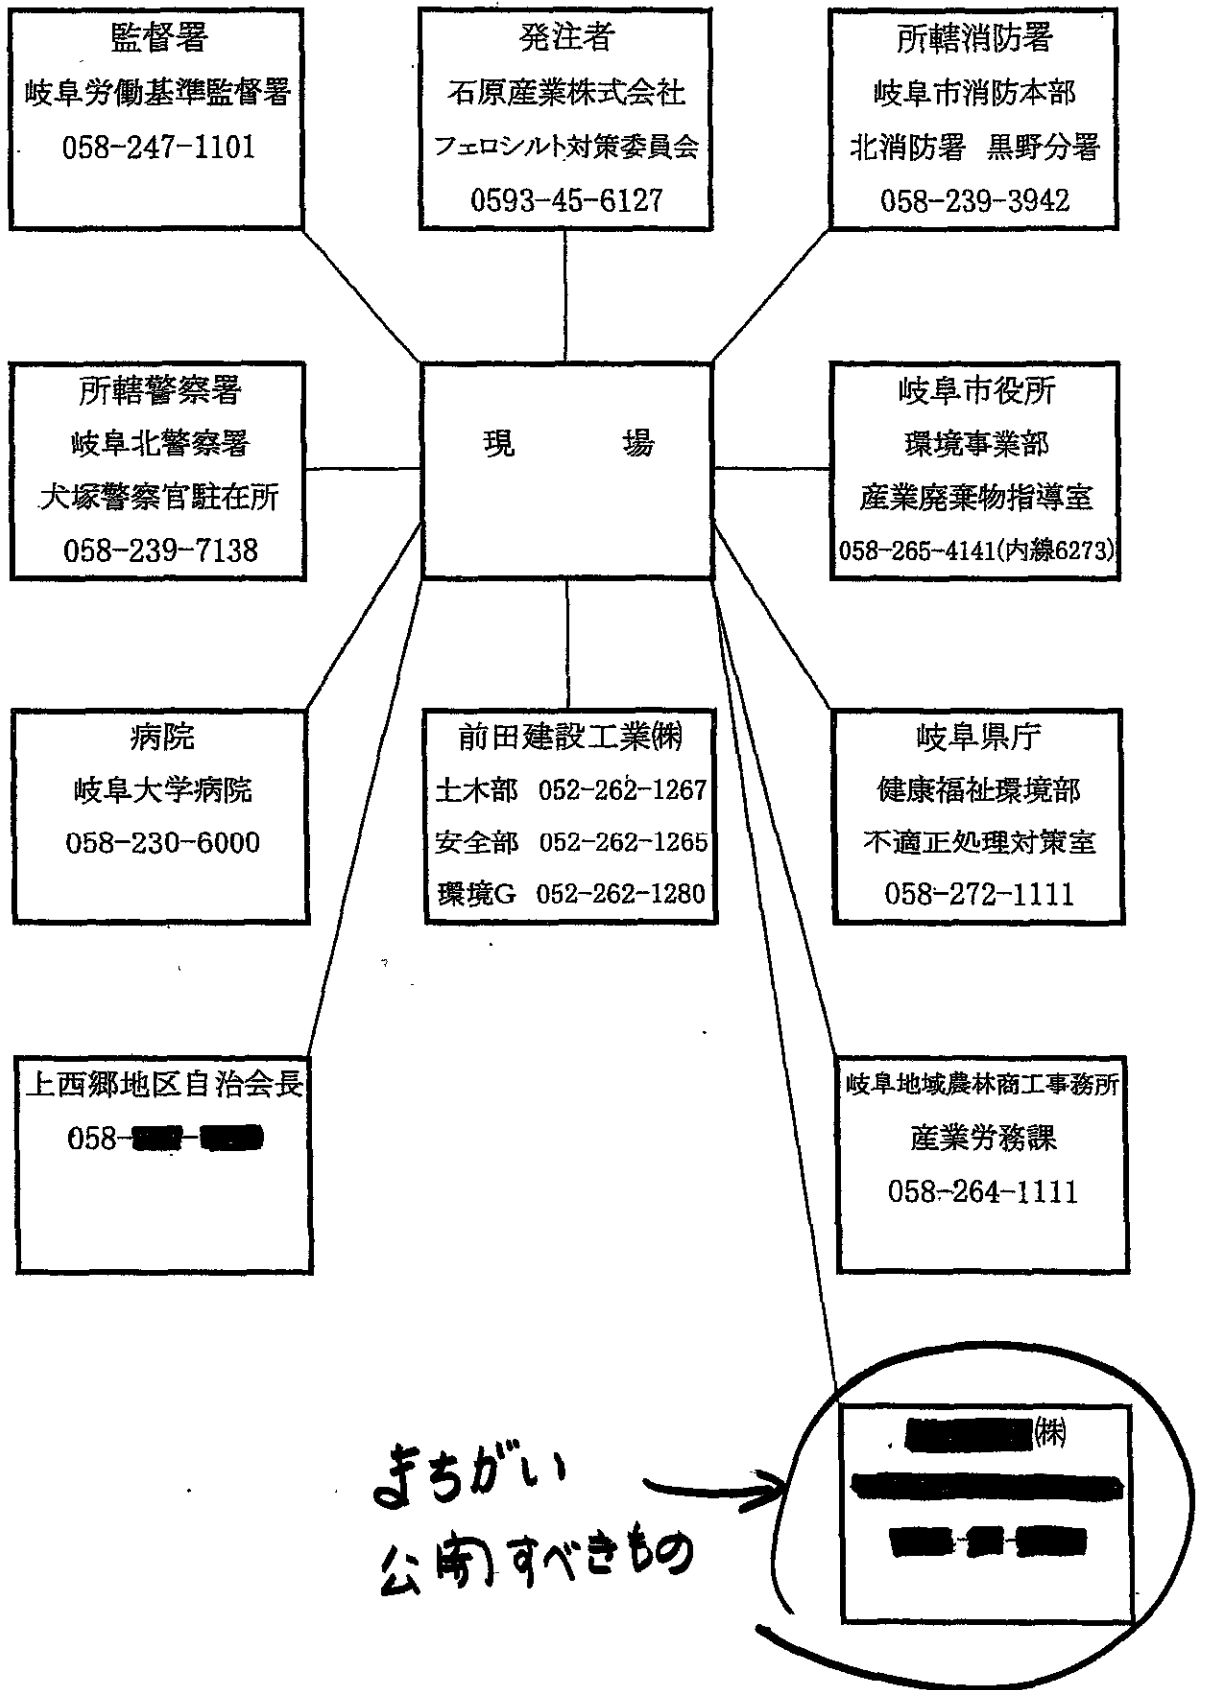 監督署
岐阜労働基準監督署
058-247-1101
発注者
石原産業株式会社
フェロシルト対策委員会
0593-45-6127
所轄消防署
岐阜市消防本部
北消防署 黒野分署
058-239-3942
所轄警察署
岐阜北警察署
犬塚警察官駐在所
058-239-7138
現 場
岐阜市役所
環境事業部
産業廃棄物指導室
058-265-4141(内線6273)
病院
岐阜大学病院
058-230-6000
前田建設工業㈱
土木部 052-262-1267
安全部 052-262-1265
環境G 052-262-1280
岐阜県庁
健康福祉環境部
不適正処理対策室
058-272-1111
上西郷地区自治会長
058-
岐阜地域農林商工事務所
産業労務課
058-264-1111
㈱
まちがい
公開すべきもの